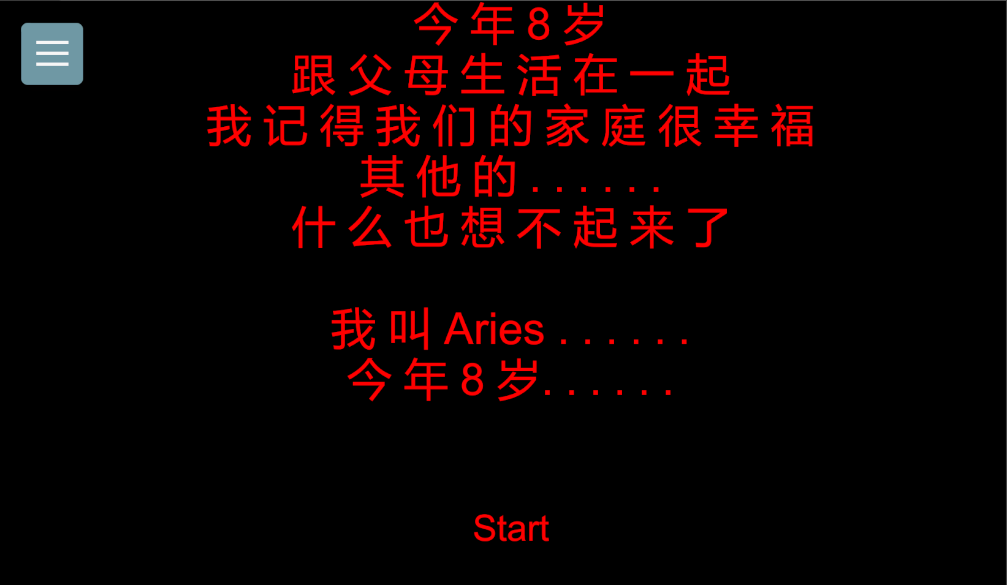 今年8岁
跟父母生活在一起
我记得我们的家庭很幸福
其他的......
什么也想不起来了
我叫Aries......
今年8岁......
Start